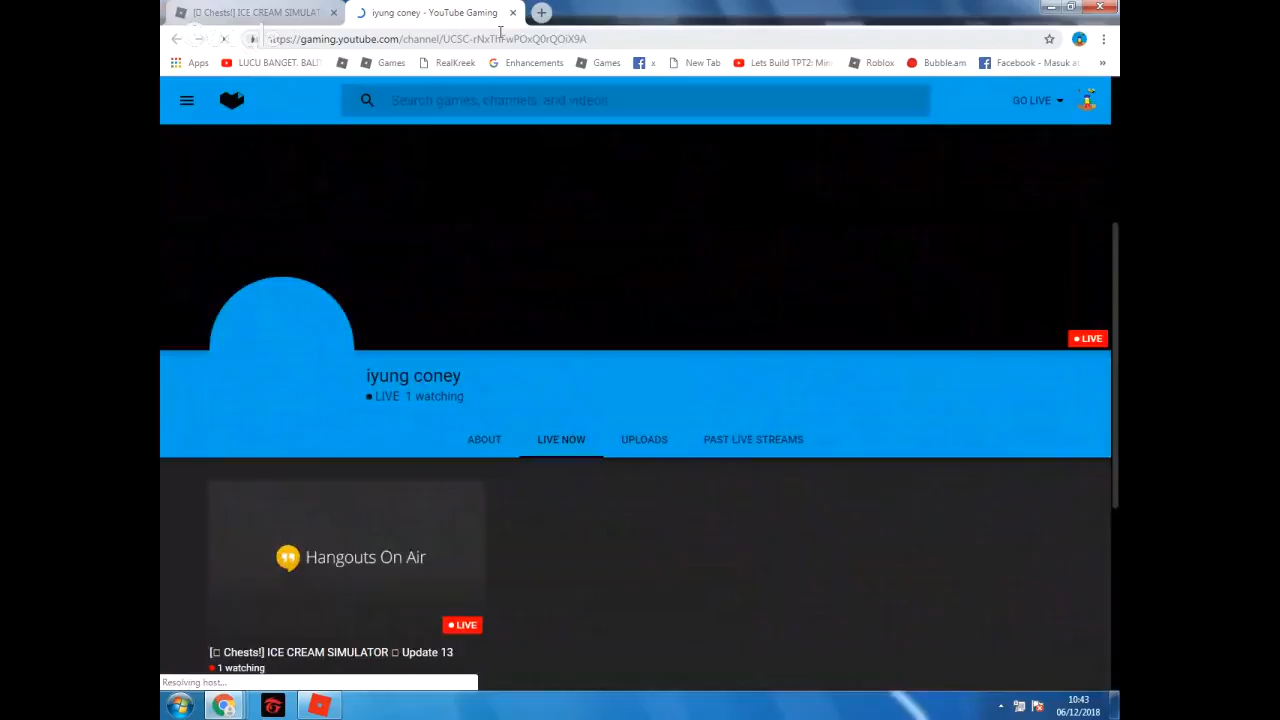 [▯ Chests!] ICE CREAM SIMULAT
iyung coney - YouTube Gaming
https://gaming.youtube.com/channel/UCSC-rNxThFwPOxQ0rQOiX9A
Apps LUCU BANGET. BALI Games RealKreek Enhancements Games x New Tab Lets Build TPT2: Min Roblox Bubble.am Facebook - Masuk at »
Search games, channels, and videos
GO LIVE
LIVE
iyung coney
LIVE 1 watching
ABOUT LIVE NOW UPLOADS PAST LIVE STREAMS
Hangouts On Air
LIVE
[▯ Chests!] ICE CREAM SIMULATOR ▯ Update 13
1 watching
Resolving host...
10:43
06/12/2018